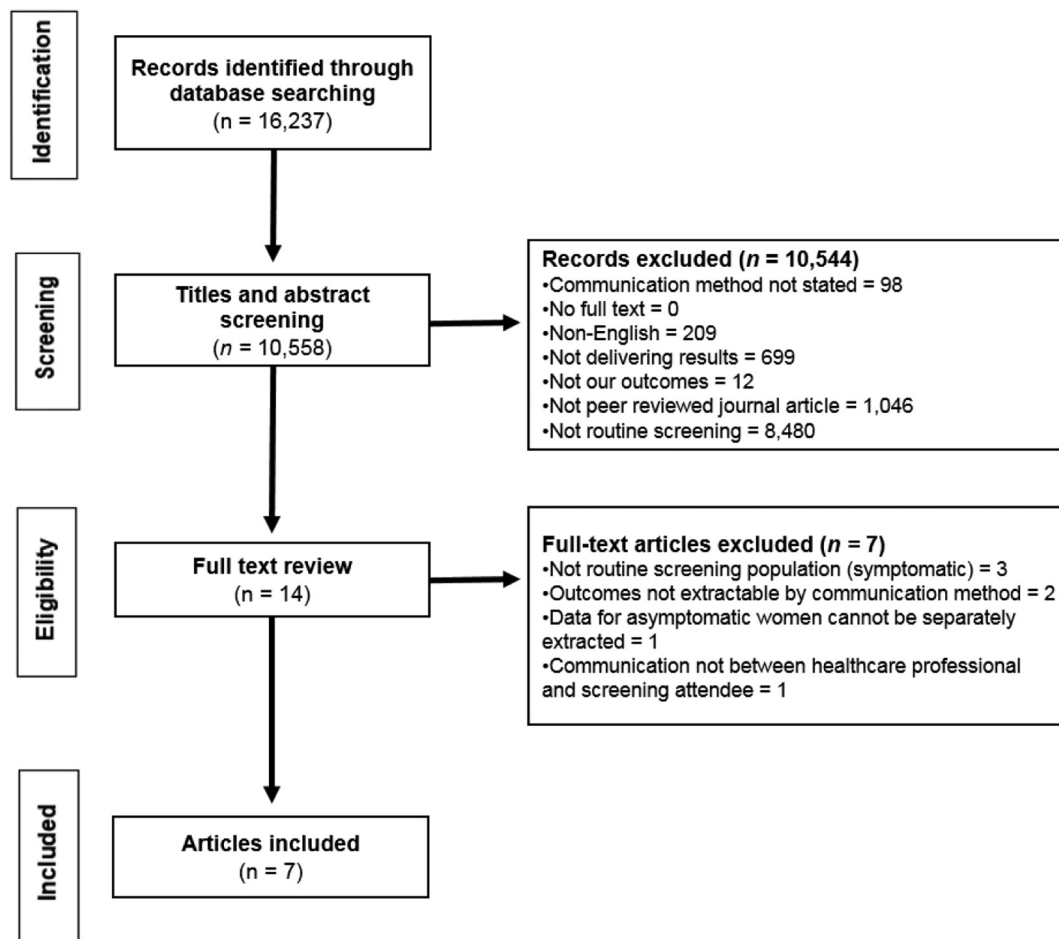 Identification
Records identified through
database searching
(n = 16,237)
Screening
Titles and abstract
screening
(n = 10,558)
Records excluded (n = 10,544)
•Communication method not stated = 98
•No full text = 0
•Non-English = 209
•Not delivering results = 699
•Not our outcomes = 12
•Not peer reviewed journal article = 1,046
•Not routine screening = 8,480
Eligibility
Full text review
(n = 14)
Full-text articles excluded (n = 7)
•Not routine screening population (symptomatic) = 3
•Outcomes not extractable by communication method = 2
•Data for asymptomatic women cannot be separately
extracted = 1
•Communication not between healthcare professional
and screening attendee = 1
Included
Articles included
(n = 7)